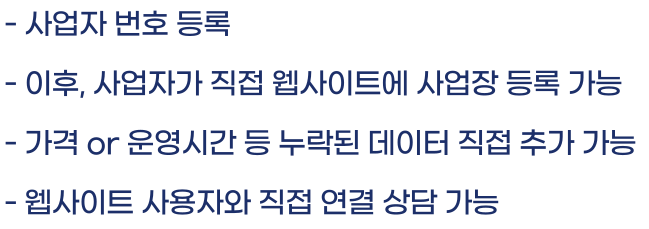 - 사업자 번호 등록
- 이후, 사업자가 직접 웹사이트에 사업장 등록 가능
- 가격 or 운영시간 등 누락된 데이터 직접 추가 가능
- 웹사이트 사용자와 직접 연결 상담 가능